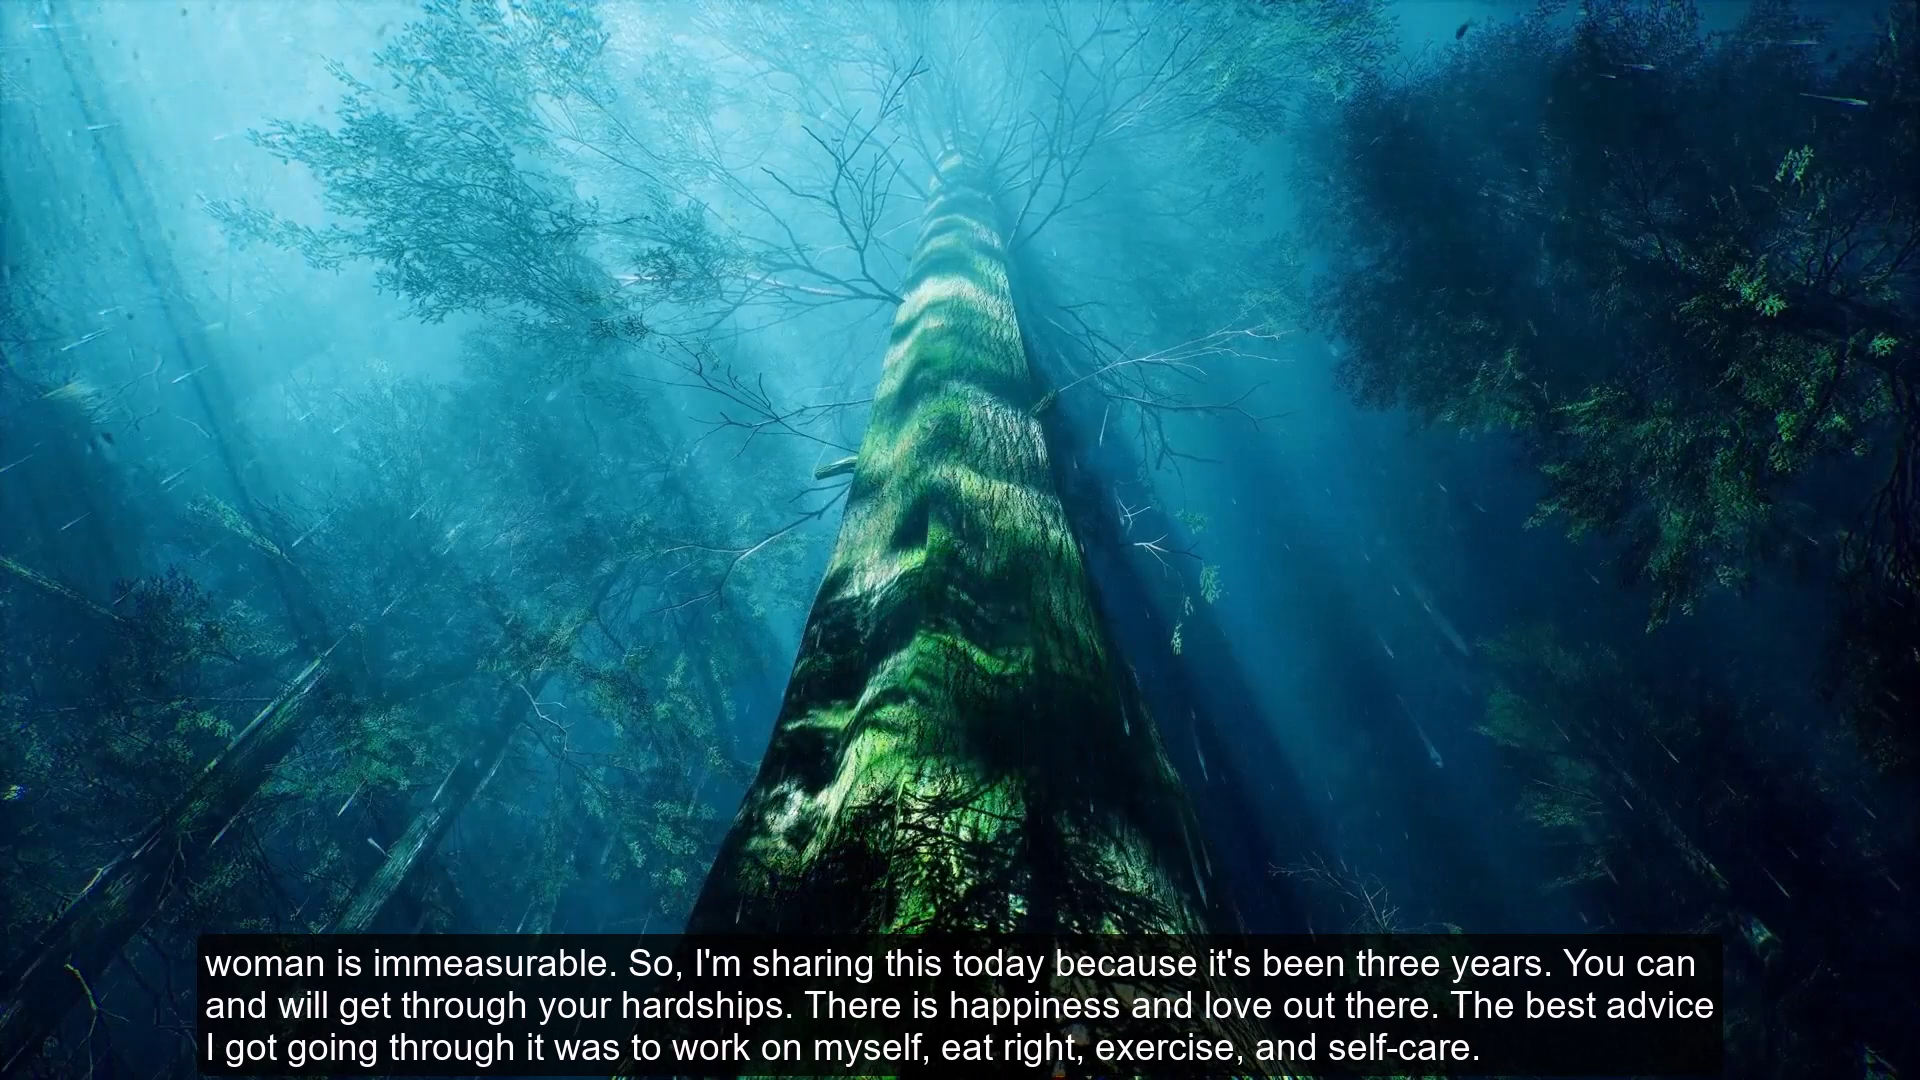 woman is immeasurable. So, I'm sharing this today because it's been three years. You can
and will get through your hardships. There is happiness and love out there. The best advice
I got going through it was to work on myself, eat right, exercise, and self-care.